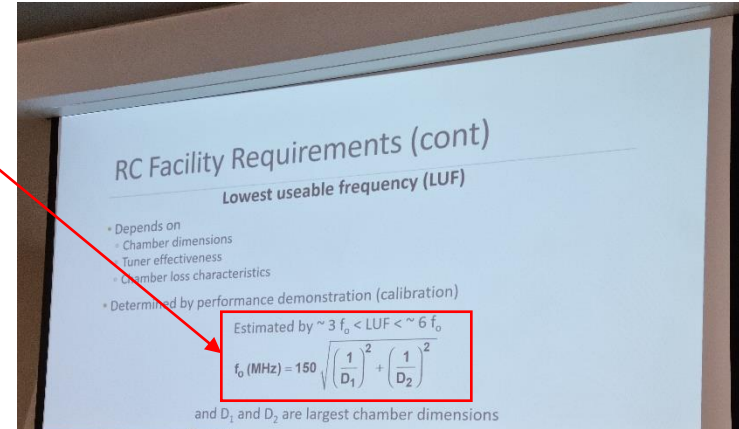 RC Facility Requirements (cont)
Lowest useable frequency (LUF)
• Depends on
◦ Chamber dimensions
◦ Tuner effectiveness
◦ Chamber loss characteristics
• Determined by performance demonstration (calibration)
Estimated by ~ 3 fₒ < LUF < ~ 6 fₒ
fₒ (MHz) = 150 √((1/D₁)² + (1/D₂)²)
and D₁ and D₂ are largest chamber dimensions